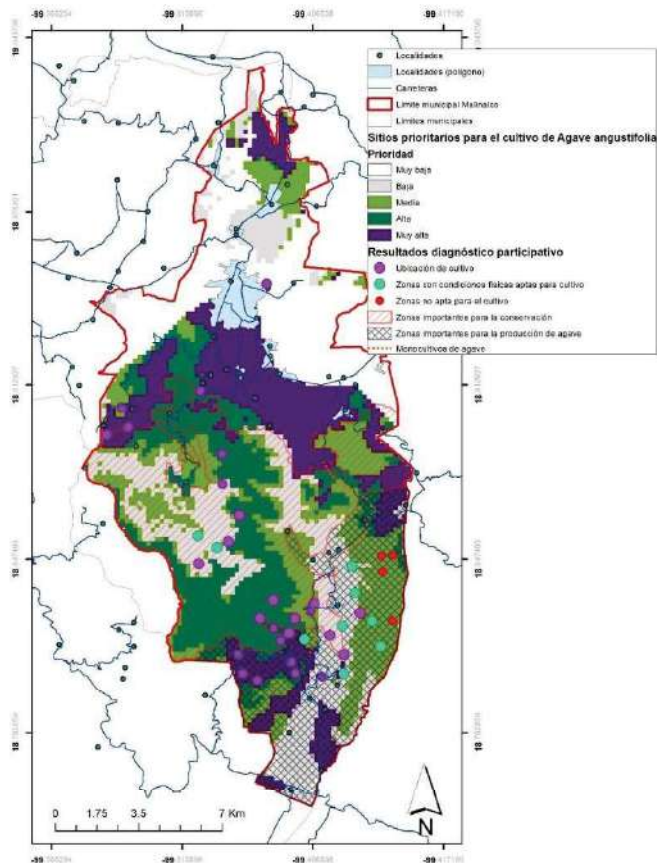 Localidades
Localidades (polígono)
Carreteras
Límite municipal Malinalco
Límites municipales
Sitios prioritarios para el cultivo de Agave angustifolia
Prioridad
Muy baja
Baja
Media
Alta
Muy alta
Resultados diagnóstico participativo
Ubicación de cultivo
Zonas con condiciones físicas aptas para cultivo
Zonas no apta para el cultivo
Zonas importantes para la conservación
Zonas importantes para la producción de agave
Monocultivos de agave
0 1.75 3.5 7 Km
N